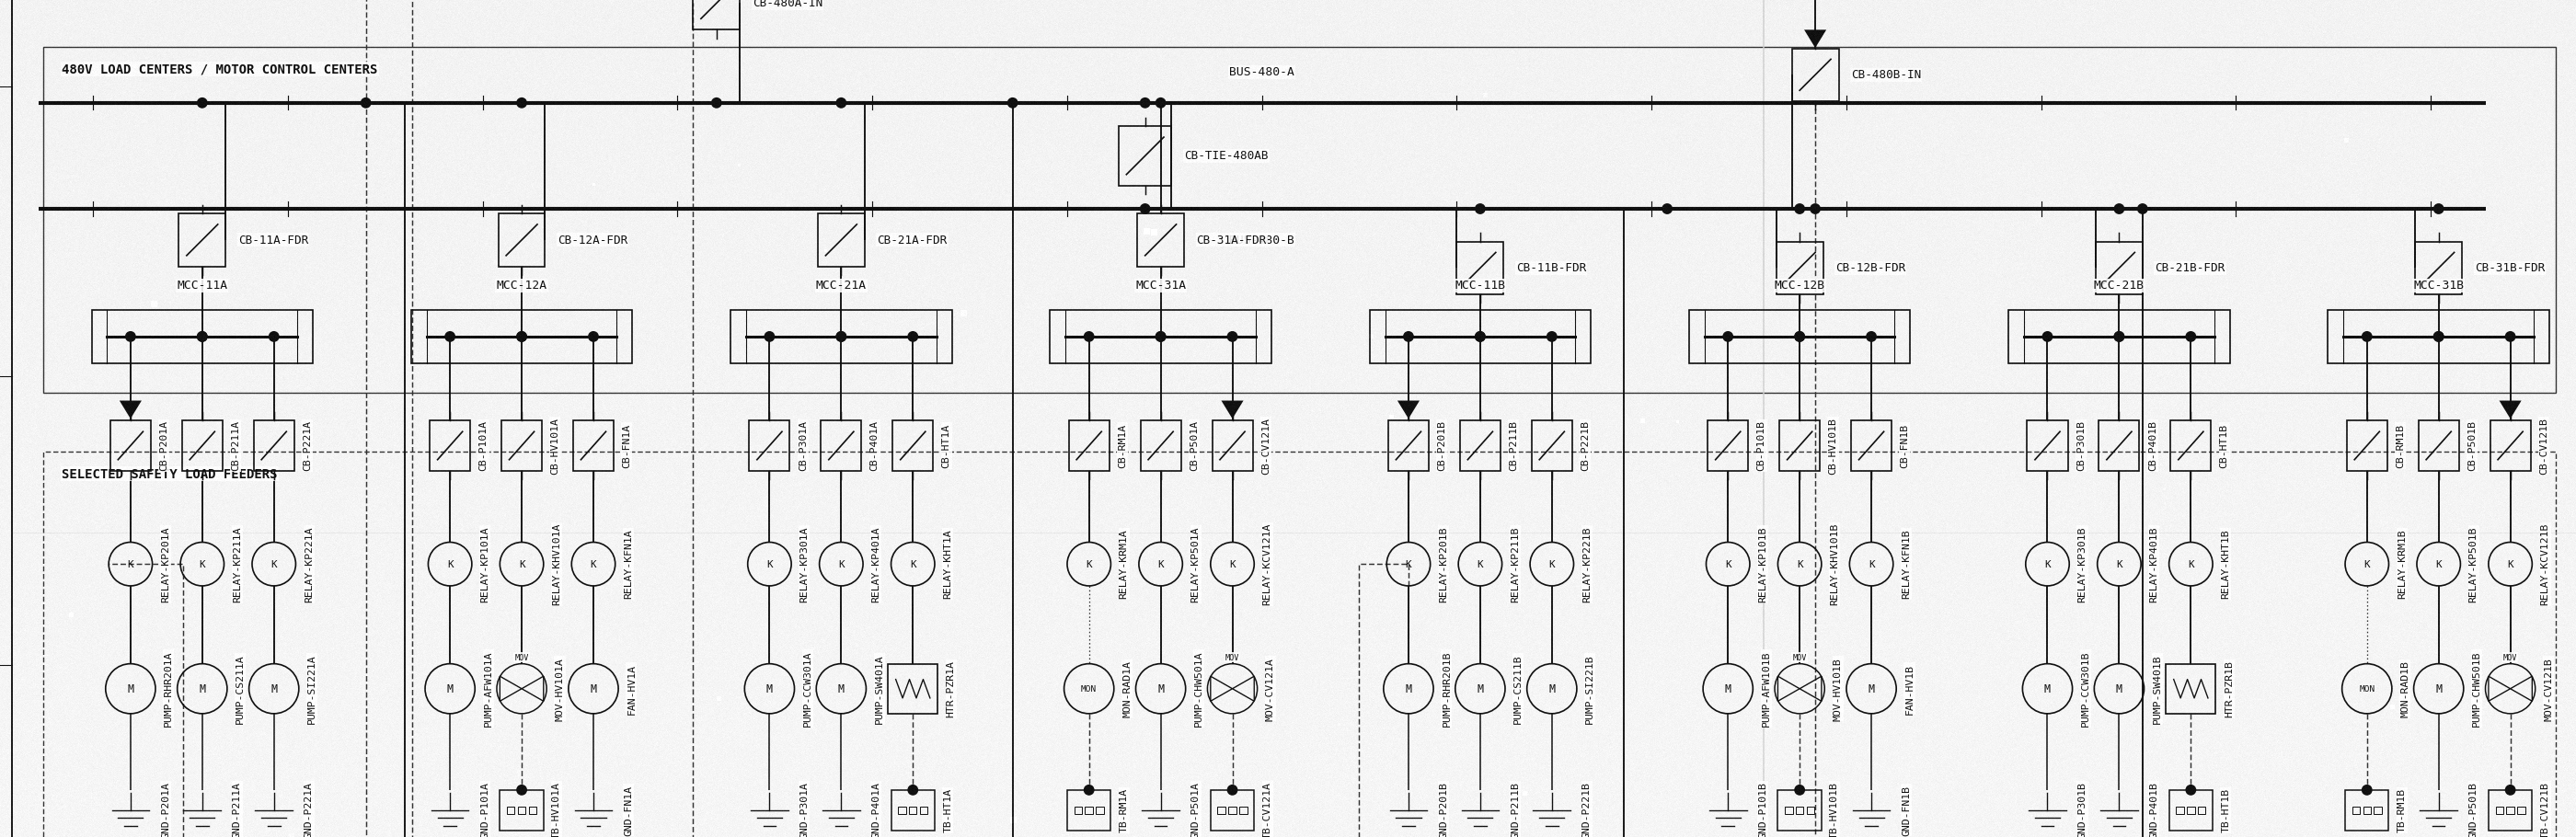 CB-480A-IN
480V LOAD CENTERS / MOTOR CONTROL CENTERS
BUS-480-A
CB-480B-IN
CB-TIE-480AB
CB-11A-FDR
CB-12A-FDR
CB-21A-FDR
CB-31A-FDR
80-B
CB-11B-FDR
CB-12B-FDR
CB-21B-FDR
CB-31B-FDR
MCC-11A
MCC-12A
MCC-21A
MCC-31A
MCC-11B
MCC-12B
MCC-21B
MCC-31B
CB-P201A
CB-P211A
CB-P221A
CB-P101A
CB-HV101A
CB-FN1A
CB-P301A
CB-P401A
CB-HT1A
CB-RM1A
CB-P501A
CB-CV121A
CB-P201B
CB-P211B
CB-P221B
CB-P101B
CB-HV101B
CB-FN1B
CB-P301B
CB-P401B
CB-HT1B
CB-RM1B
CB-P501B
CB-CV121B
SELECTED SAFETY LOAD FEEDERS
K RELAY-KP201A
K RELAY-KP211A
K RELAY-KP221A
K RELAY-KP101A
K RELAY-KHV101A
K RELAY-KFN1A
K RELAY-KP301A
K RELAY-KP401A
K RELAY-KHT1A
K RELAY-KRM1A
K RELAY-KP501A
K RELAY-KCV121A
K RELAY-KP201B
K RELAY-KP211B
K RELAY-KP221B
K RELAY-KP101B
K RELAY-KHV101B
K RELAY-KFN1B
K RELAY-KP301B
K RELAY-KP401B
K RELAY-KHT1B
K RELAY-KRM1B
K RELAY-KP501B
K RELAY-KCV121B
M PUMP-RHR201A
M PUMP-CS211A
M PUMP-SI221A
M PUMP-AFW101A
MOV MOV-HV101A
M FAN-HV1A
M PUMP-CCW301A
M PUMP-SW401A
HTR-PZR1A
MON MON-RAD1A
M PUMP-CHW501A
MOV MOV-CV121A
M PUMP-RHR201B
M PUMP-CS211B
M PUMP-SI221B
M PUMP-AFW101B
MOV MOV-HV101B
M FAN-HV1B
M PUMP-CCW301B
M PUMP-SW401B
HTR-PZR1B
MON MON-RAD1B
M PUMP-CHW501B
MOV MOV-CV121B
GND-P201A
GND-P211A
GND-P221A
GND-P101A
TB-HV101A
GND-FN1A
GND-P301A
GND-P401A
TB-HT1A
TB-RM1A
GND-P501A
TB-CV121A
GND-P201B
GND-P211B
GND-P221B
GND-P101B
TB-HV101B
GND-FN1B
GND-P301B
GND-P401B
TB-HT1B
TB-RM1B
GND-P501B
TB-CV121B